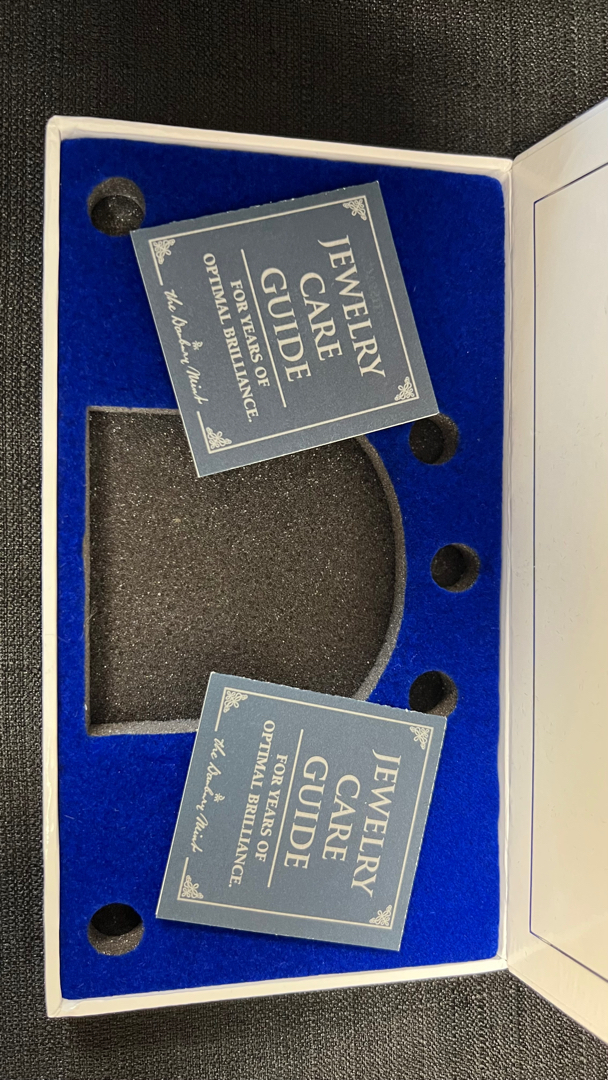 JEWELRY
CARE
GUIDE
FOR YEARS OF
OPTIMAL BRILLIANCE.
the Danbury Mint
JEWELRY
CARE
GUIDE
FOR YEARS OF
OPTIMAL BRILLIANCE.
the Danbury Mint